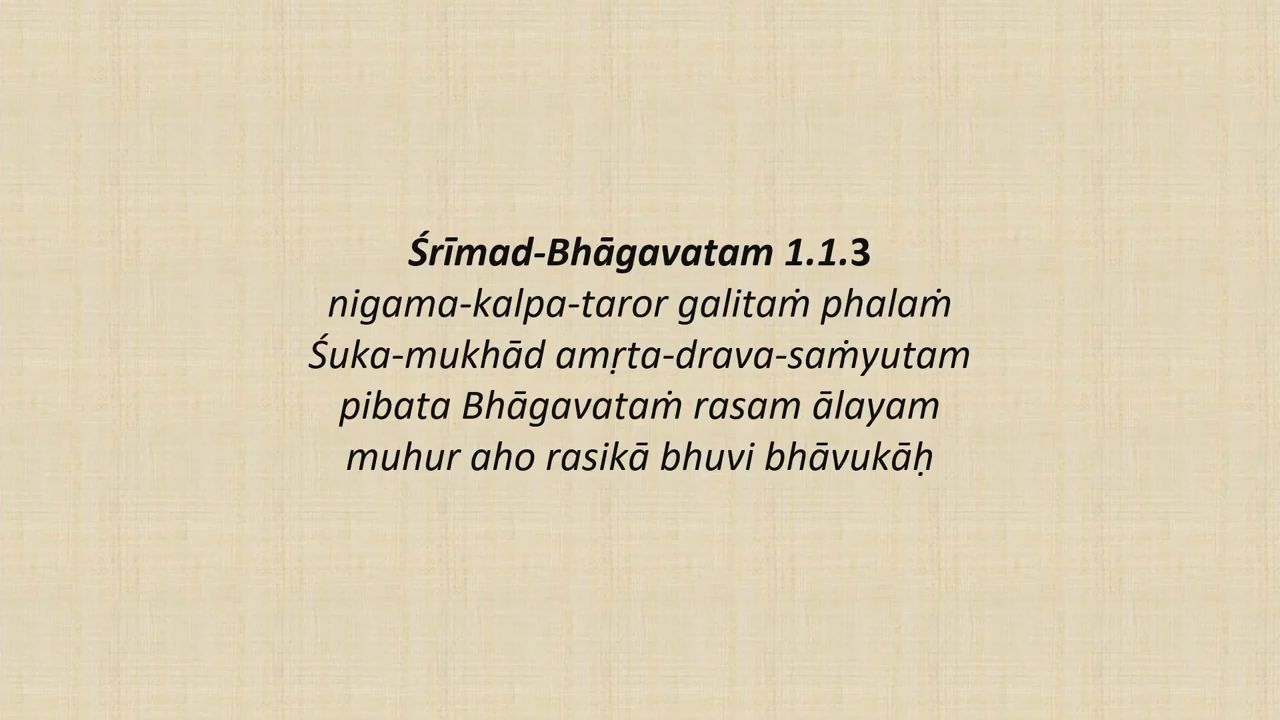 Śrīmad-Bhāgavatam 1.1.3
nigama-kalpa-taror galitaṁ phalaṁ
Śuka-mukhād amṛta-drava-saṁyutam
pibata Bhāgavataṁ rasam ālayam
muhur aho rasikā bhuvi bhāvukāḥ